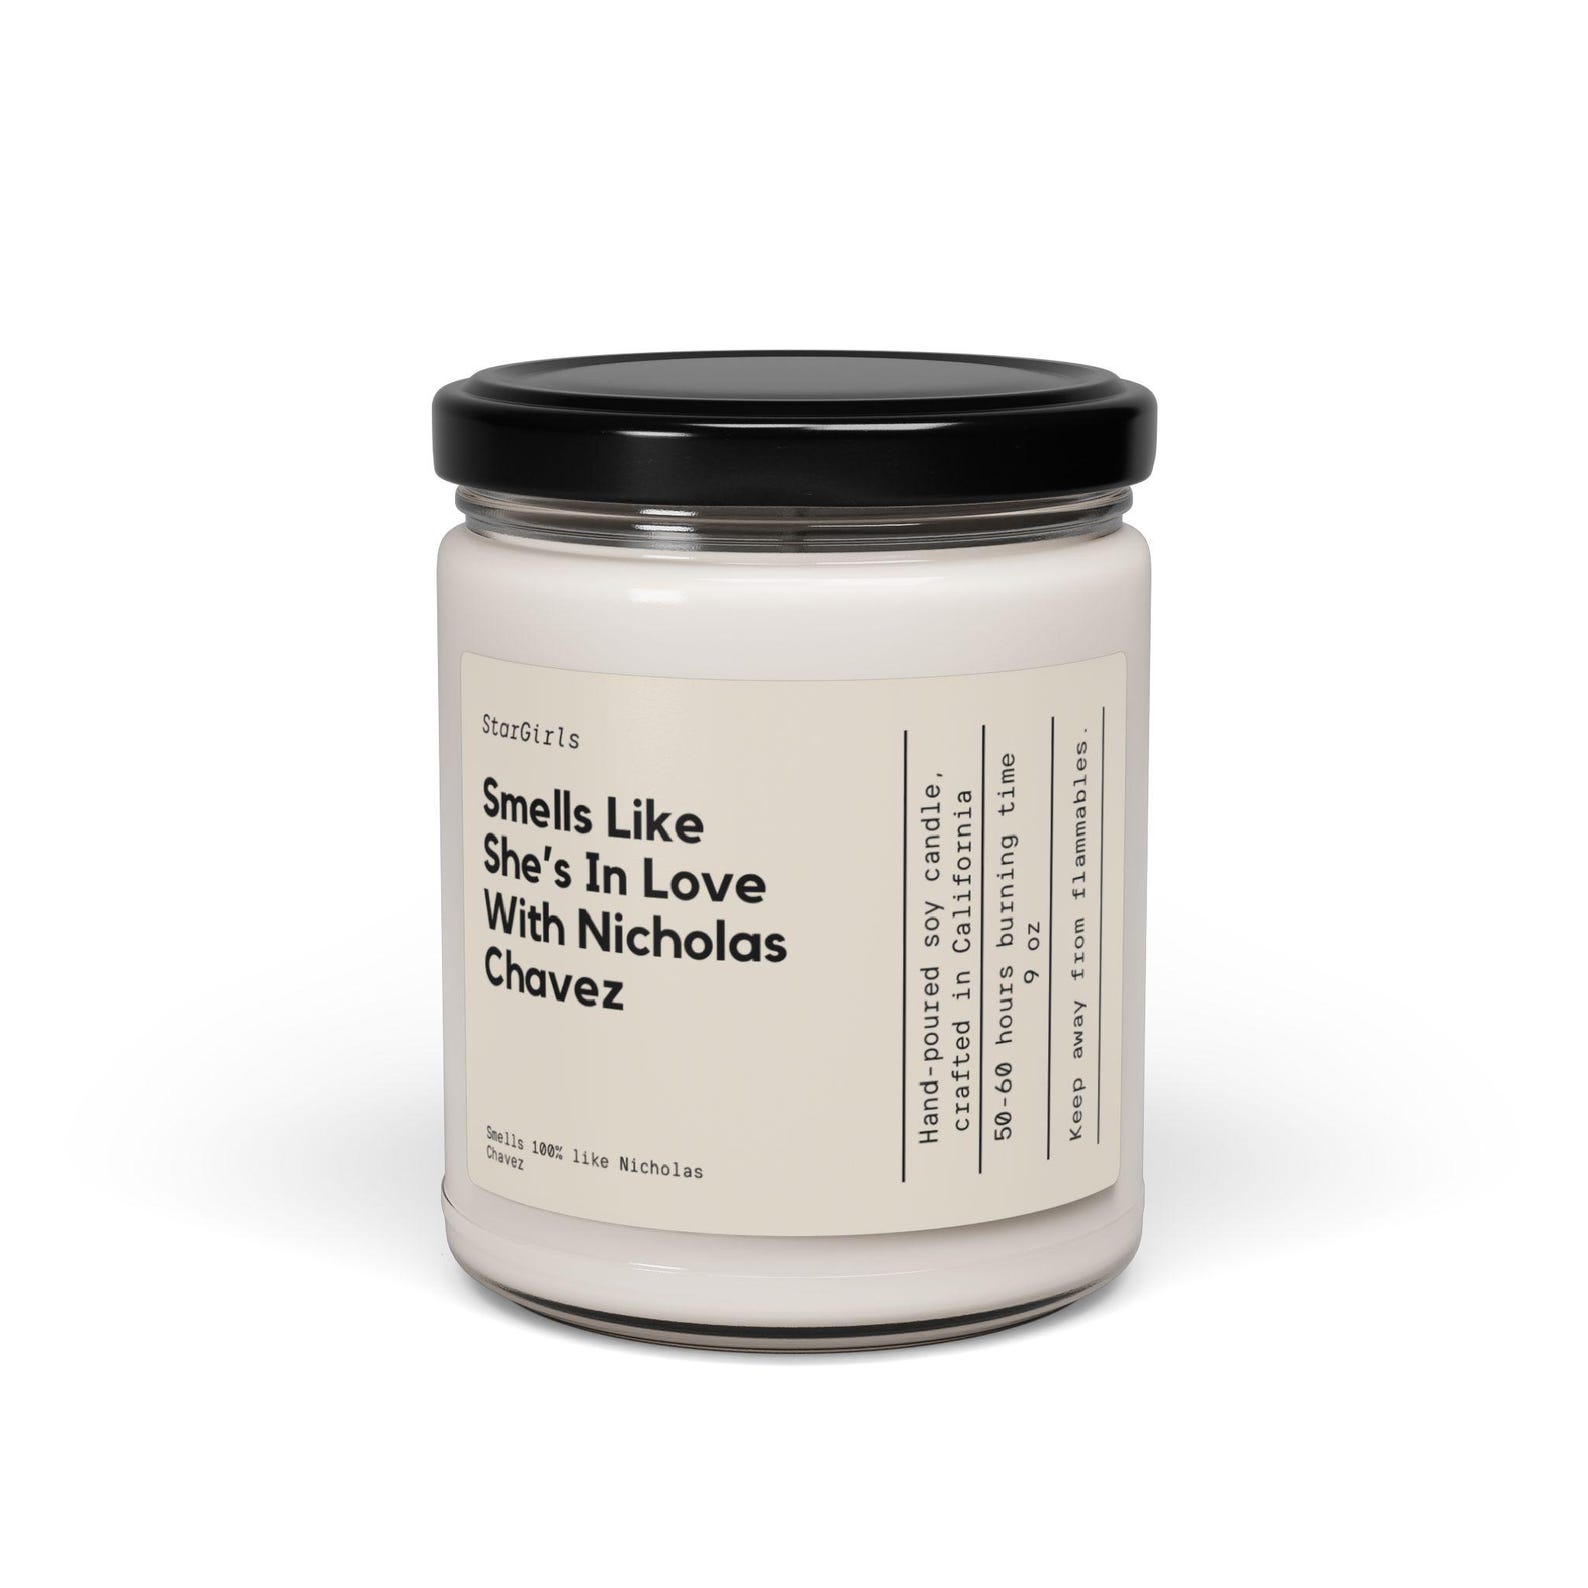 StarGirls
Smells Like
She's In Love
With Nicholas
Chavez
Smells 100% like Nicholas
Chavez
Hand-poured soy candle,
crafted in California
50-60 hours burning time
9 oz
Keep away from flammables.